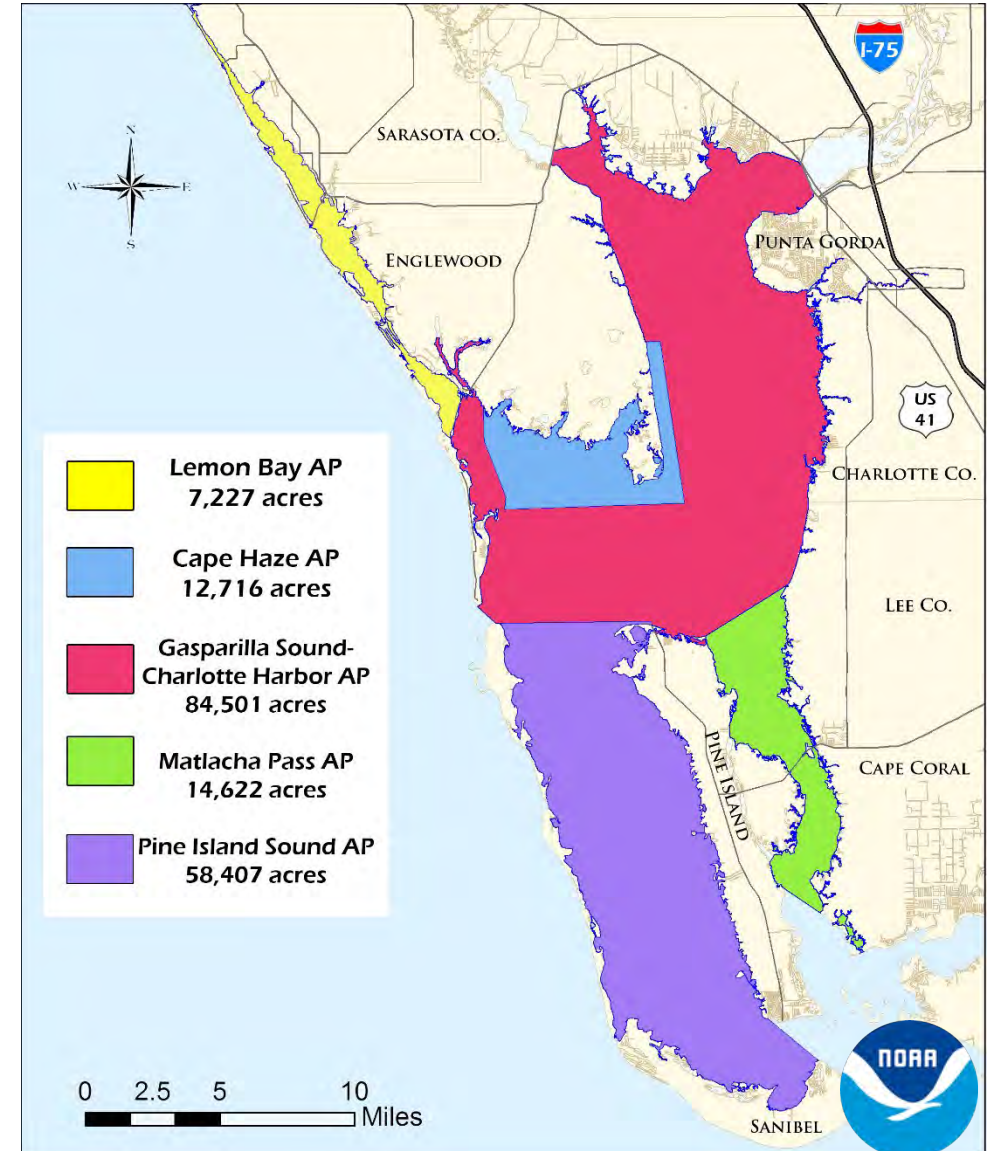 I-75
N
W
E
S
SARASOTA CO.
PUNTA GORDA
ENGLEWOOD
US
41
Lemon Bay AP
7,227 acres
CHARLOTTE CO.
Cape Haze AP
12,716 acres
LEE CO.
Gasparilla Sound-
Charlotte Harbor AP
84,501 acres
Matlacha Pass AP
14,622 acres
PINE ISLAND
CAPE CORAL
Pine Island Sound AP
58,407 acres
NOAA
0 2.5 5 10
Miles
SANIBEL